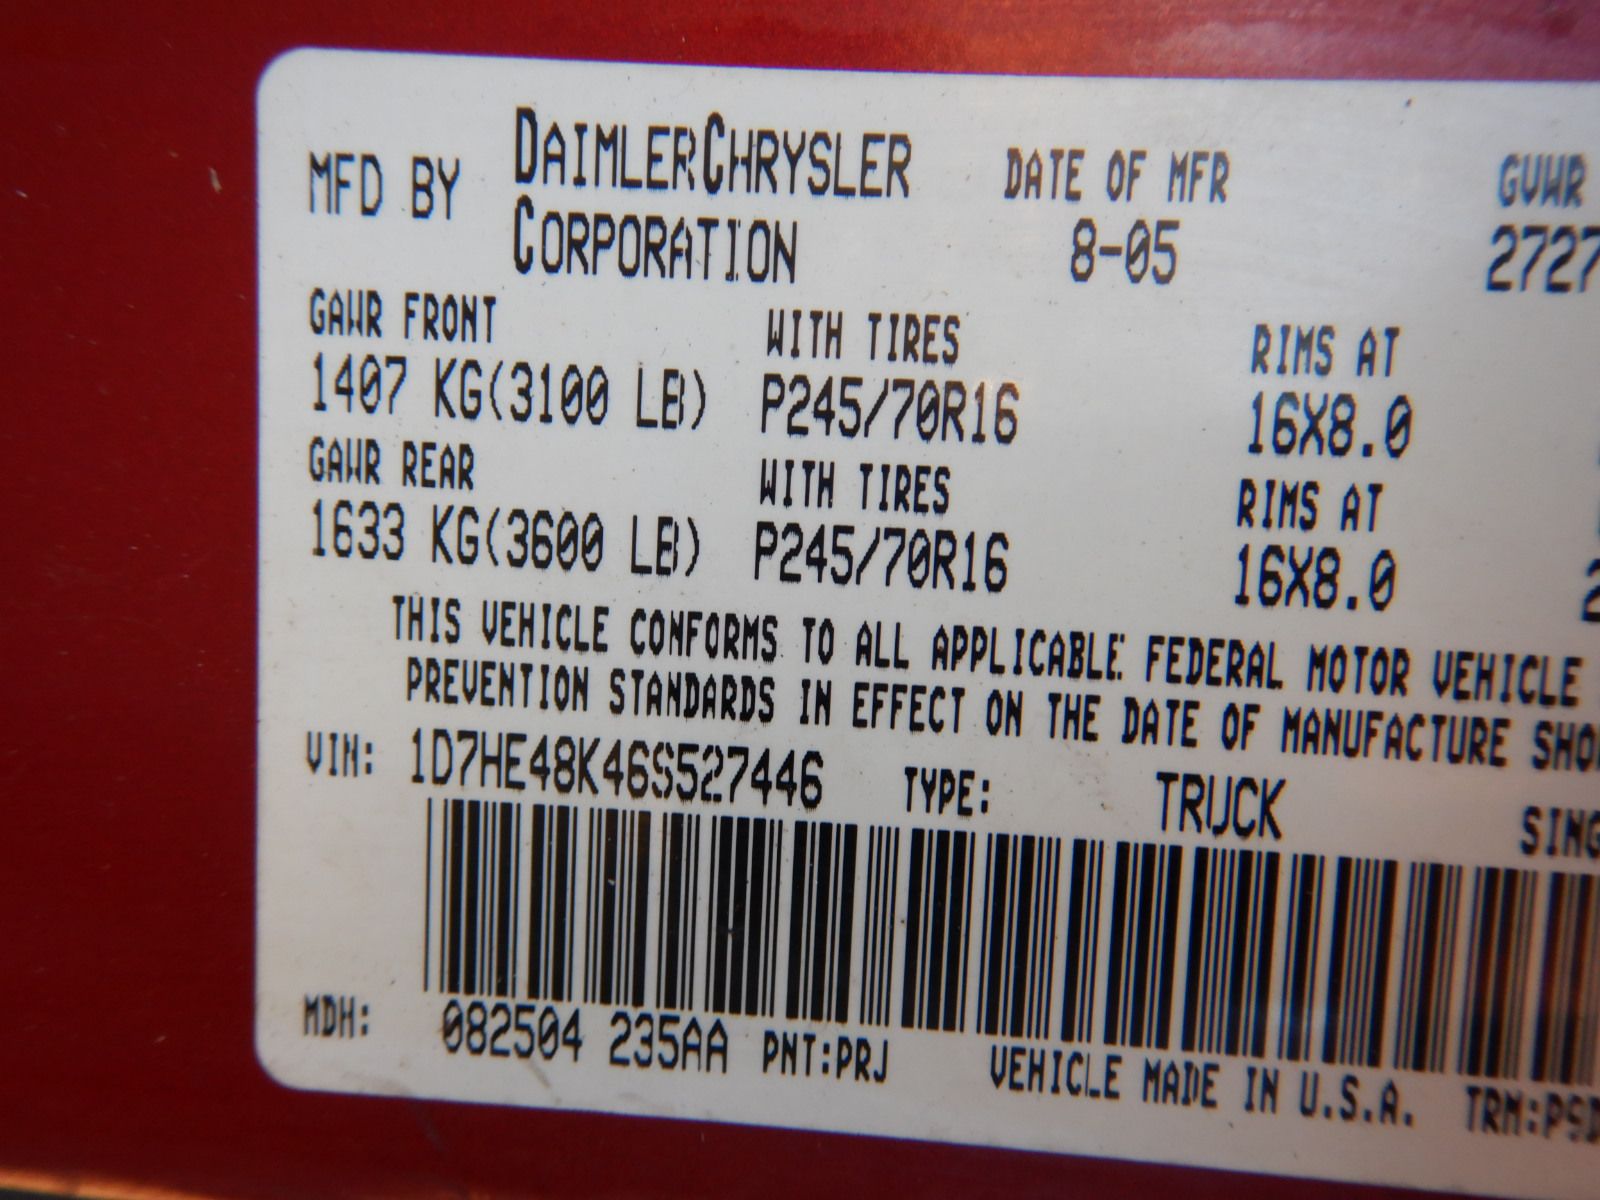 MFD BY DAIMLERCHRYSLER CORPORATION DATE OF MFR GVWR
8-05 2727
GAWR FRONT WITH TIRES RIMS AT
1407 KG(3100 LB) P245/70R16 16X8.0
GAWR REAR WITH TIRES RIMS AT
1633 KG(3600 LB) P245/70R16 16X8.0
THIS VEHICLE CONFORMS TO ALL APPLICABLE FEDERAL MOTOR VEHICLE
PREVENTION STANDARDS IN EFFECT ON THE DATE OF MANUFACTURE
VIN: 1D7HE48K46S527446 TYPE: TRUCK
MDH: 082504 235AA PNT:PRJ VEHICLE MADE IN U.S.A.